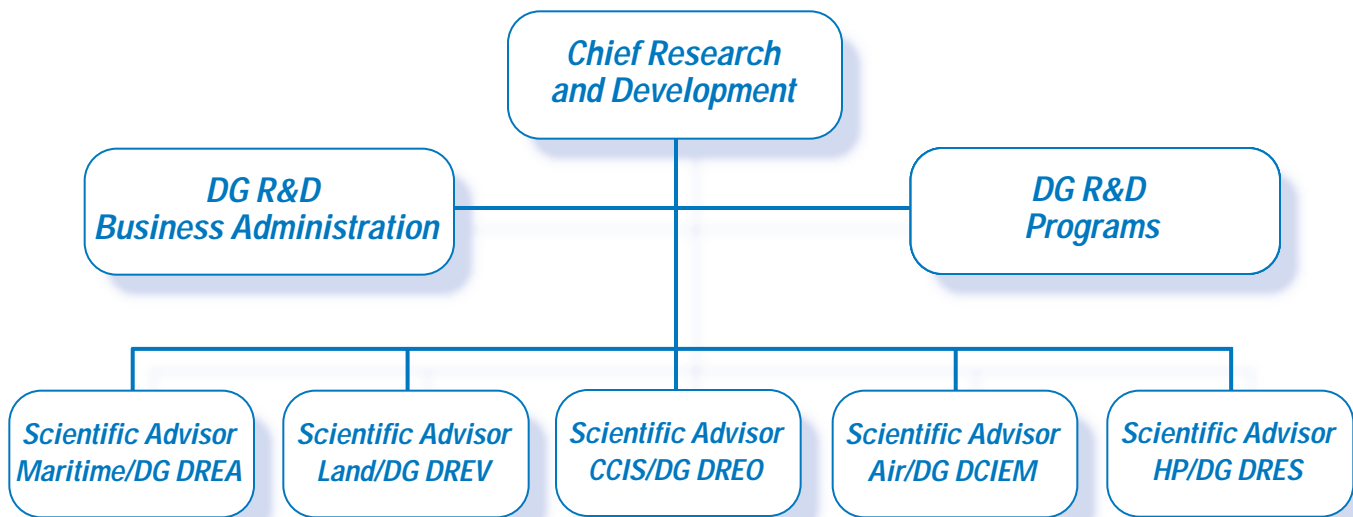 Chief Research
and Development
DG R&D
Business Administration
DG R&D
Programs
Scientific Advisor
Maritime/DG DREA
Scientific Advisor
Land/DG DREV
Scientific Advisor
CCIS/DG DREO
Scientific Advisor
Air/DG DCIEM
Scientific Advisor
HP/DG DRES